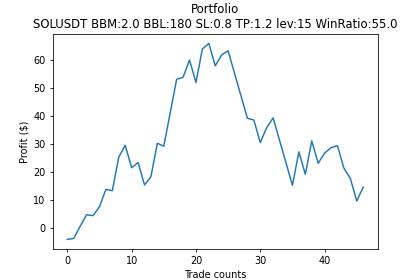 Portfolio
SOLUSDT BBM:2.0 BBL:180 SL:0.8 TP:1.2 lev:15 WinRatio:55.0
Profit ($)
60
50
40
30
20
10
0
0 10 20 30 40
Trade counts